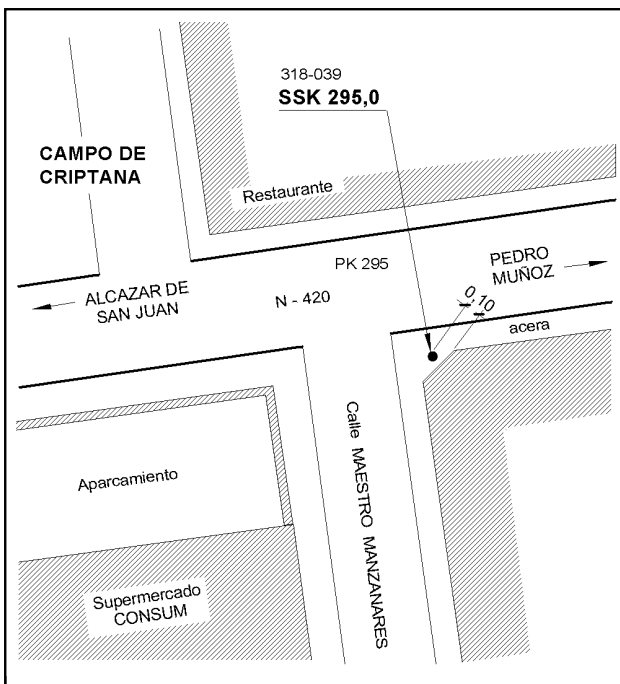 318-039
SSK 295,0
CAMPO DE
CRIPTANA
Restaurante
PK 295
PEDRO
MUÑOZ
ALCAZAR DE
SAN JUAN
N - 420
0,10
acera
Calle MAESTRO MANZANARES
Aparcamiento
Supermercado
CONSUM